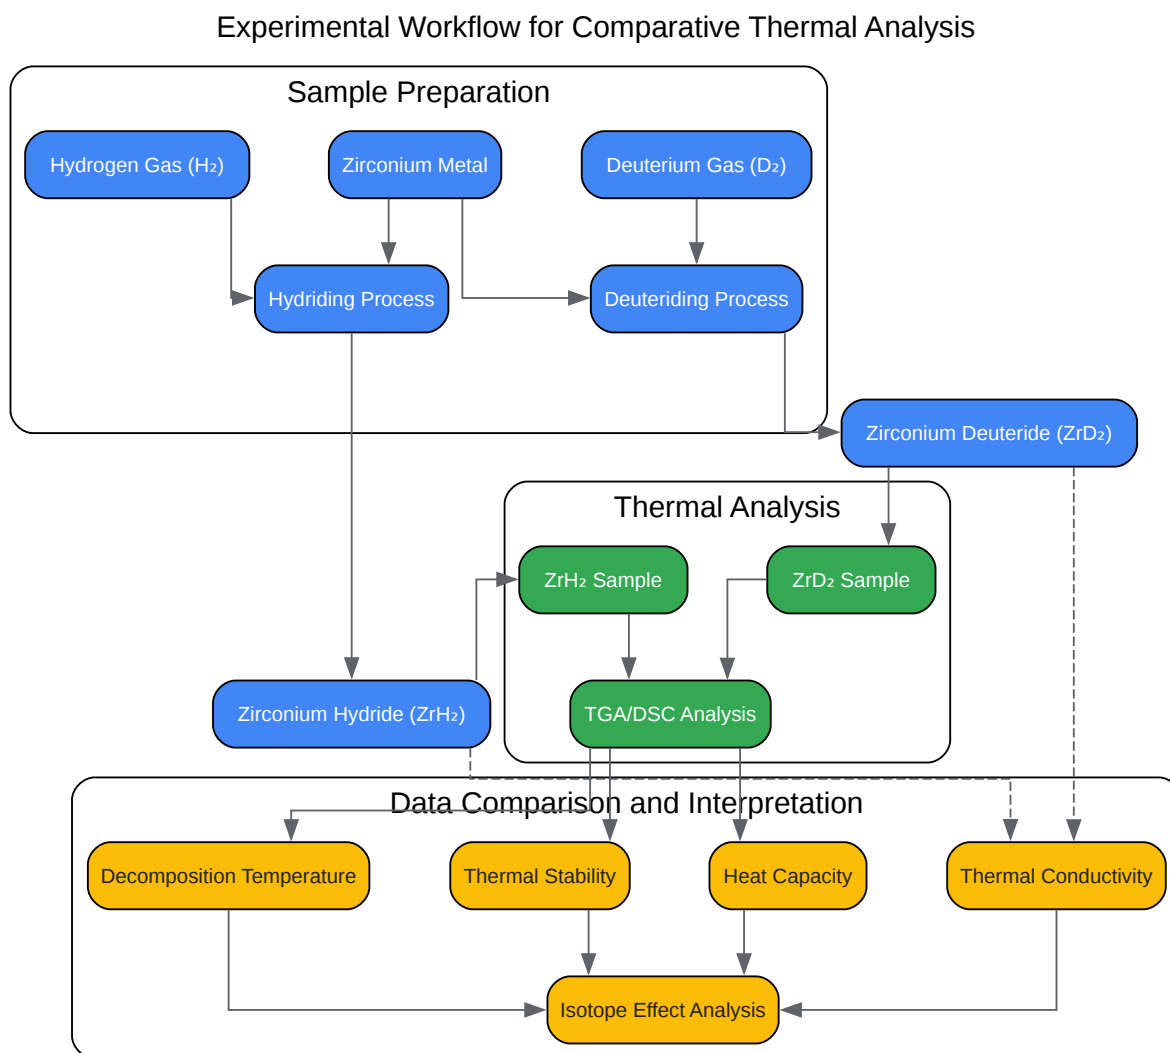 Experimental Workflow for Comparative Thermal Analysis
Sample Preparation
Hydrogen Gas (H₂)
Zirconium Metal
Deuterium Gas (D₂)
Hydriding Process
Deuteriding Process
Zirconium Deuteride (ZrD₂)
Thermal Analysis
ZrH₂ Sample
ZrD₂ Sample
Zirconium Hydride (ZrH₂)
TGA/DSC Analysis
Data Comparison and Interpretation
Decomposition Temperature
Thermal Stability
Heat Capacity
Thermal Conductivity
Isotope Effect Analysis